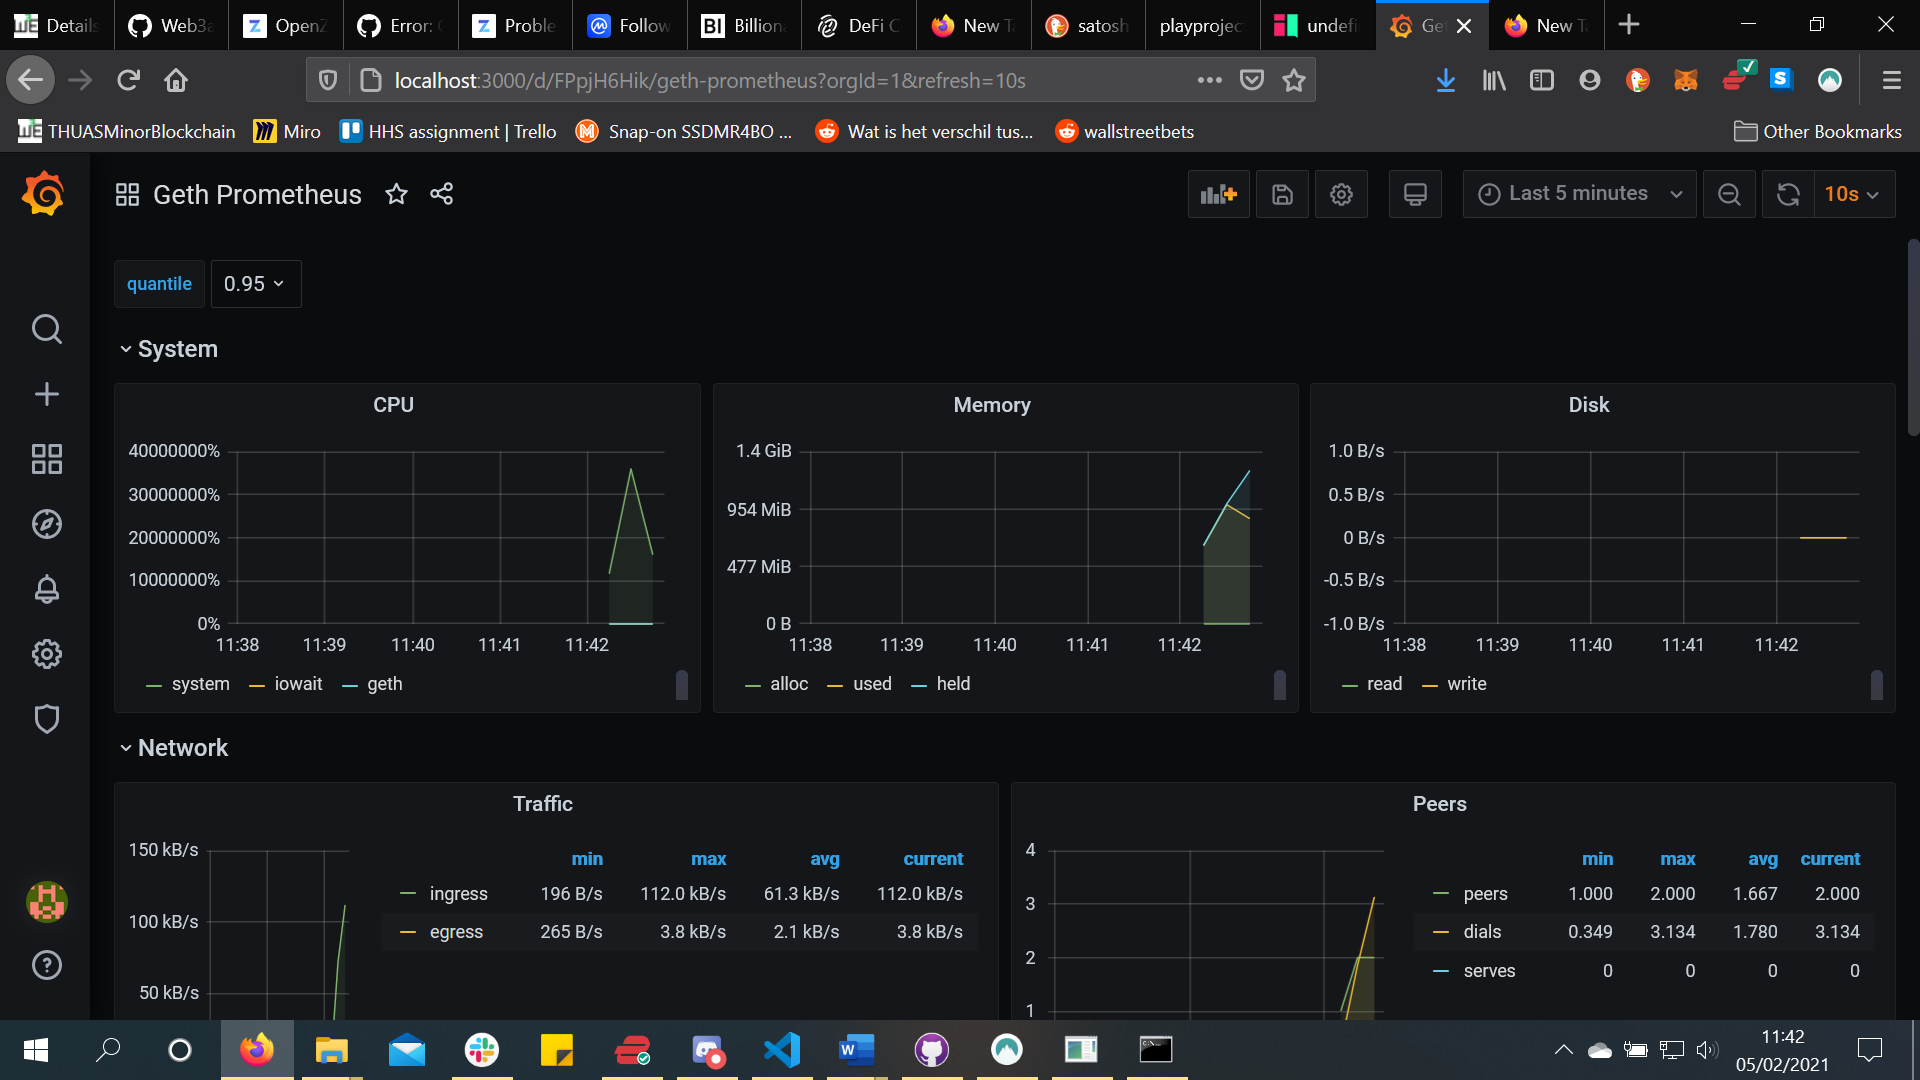 Details
Web3a
OpenZ
Error: 
Proble
Follow
Billiona
DeFi C
New Ta
satosh
playprojec
undefi
Get
New Ta
localhost:3000/d/FPpjH6Hik/geth-prometheus?orgId=1&refresh=10s
THUASMinorBlockchain
Miro
HHS assignment | Trello
Snap-on SSDMR4BO ...
Wat is het verschil tus...
wallstreetbets
Other Bookmarks
Geth Prometheus
Last 5 minutes
10s
quantile
0.95
System
CPU
40000000%
30000000%
20000000%
10000000%
0%
11:38 11:39 11:40 11:41 11:42
system iowait geth
Memory
1.4 GiB
954 MiB
477 MiB
0 B
11:38 11:39 11:40 11:41 11:42
alloc used held
Disk
1.0 B/s
0.5 B/s
0 B/s
-0.5 B/s
-1.0 B/s
11:38 11:39 11:40 11:41 11:42
read write
Network
Traffic
150 kB/s
100 kB/s
50 kB/s
min max avg current
ingress 196 B/s 112.0 kB/s 61.3 kB/s 112.0 kB/s
egress 265 B/s 3.8 kB/s 2.1 kB/s 3.8 kB/s
Peers
4
3
2
1
min max avg current
peers 1.000 2.000 1.667 2.000
dials 0.349 3.134 1.780 3.134
serves 0 0 0 0
11:42
05/02/2021